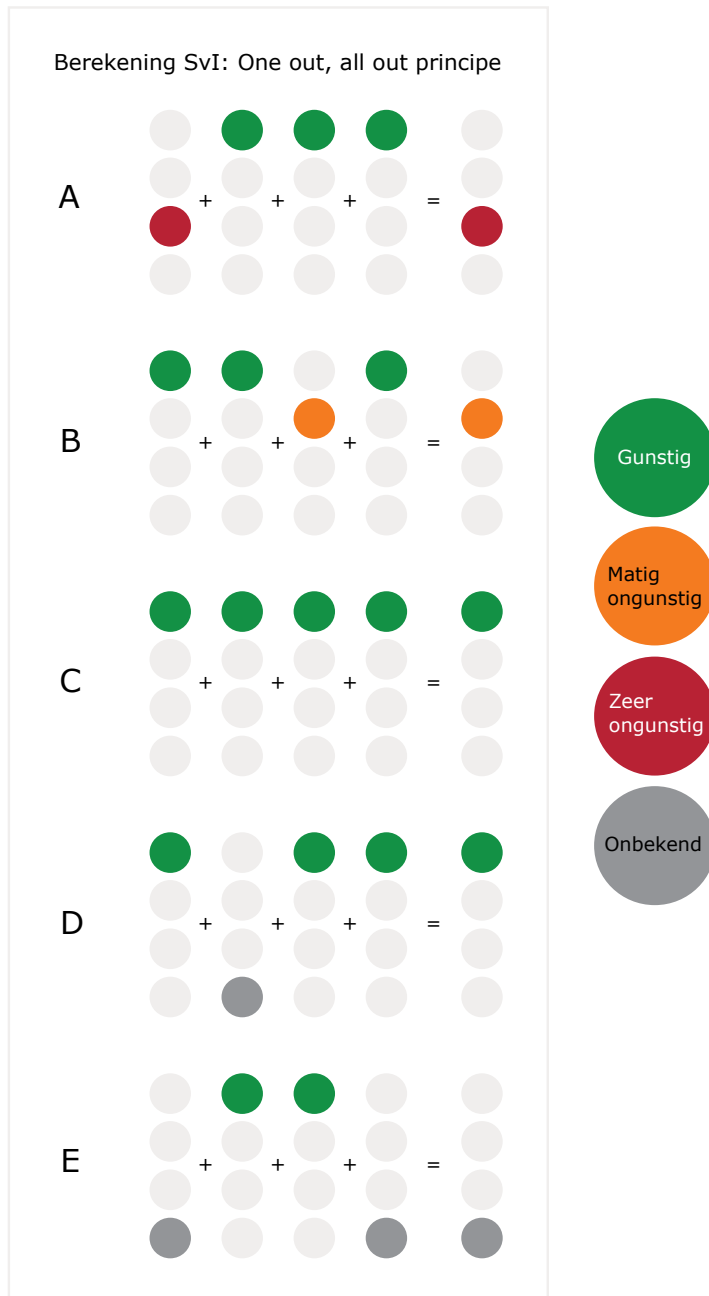 Berekening SvI: One out, all out principe
A
+ + + =
B
+ + + =
C
+ + + =
D
+ + + =
E
+ + + =
Gunstig
Matig
ongunstig
Zeer
ongunstig
Onbekend